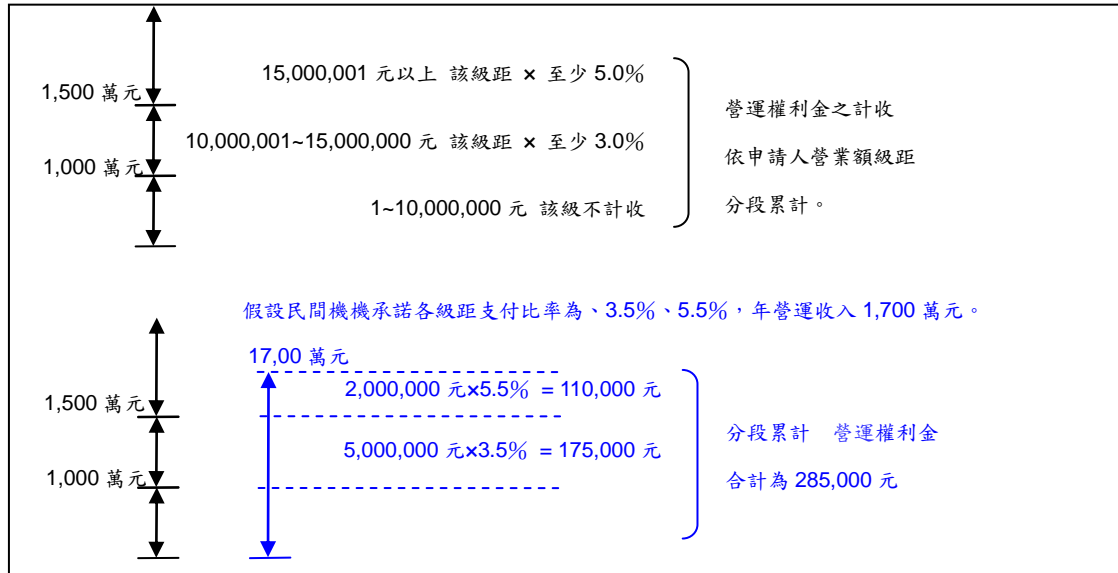 15,000,001 元以上 該級距 × 至少 5.0%
1,500 萬元
10,000,001~15,000,000 元 該級距 × 至少 3.0%
1,000 萬元
1~10,000,000 元 該級不計收
營運權利金之計收
依申請人營業額級距
分段累計。
假設民間機機承諾各級距支付比率為、3.5%、5.5%,年營運收入 1,700 萬元。
17,00 萬元
2,000,000 元×5.5% = 110,000 元
1,500 萬元
5,000,000 元×3.5% = 175,000 元
1,000 萬元
分段累計 營運權利金
合計為 285,000 元